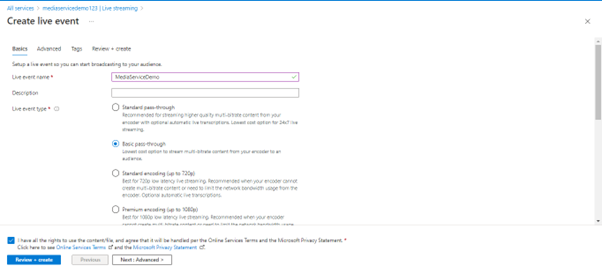 All services > mediaservicedemo123 | Live streaming >
Create live event ...
Basics Advanced Tags Review + create
Setup a live event so you can start broadcasting to your audience.
Live event name * MediaServiceDemo
Description
Live event type *
Standard pass-through
Recommended for streaming higher quality multi-bitrate content from your
encoder with optional automatic live transcriptions. Lowest cost option for 24x7 live
streaming.
Basic pass-through
Lowest cost option to stream multi-bitrate content from your encoder to an
audience.
Standard encoding (up to 720p)
Best for 720p low latency live streaming. Recommended when your encoder cannot
create multi-bitrate content or need to limit the network bandwidth usage from the
encoder. Optional automatic live transcriptions.
Premium encoding (up to 1080p)
Best for 1080p low latency live streaming. Recommended when your encoder
I have all the rights to use the content/file, and agree that it will be handled per the Online Services Terms and the Microsoft Privacy Statement. *
Click here to see Online Services Terms and the Microsoft Privacy Statement.
Review + create Previous Next : Advanced >